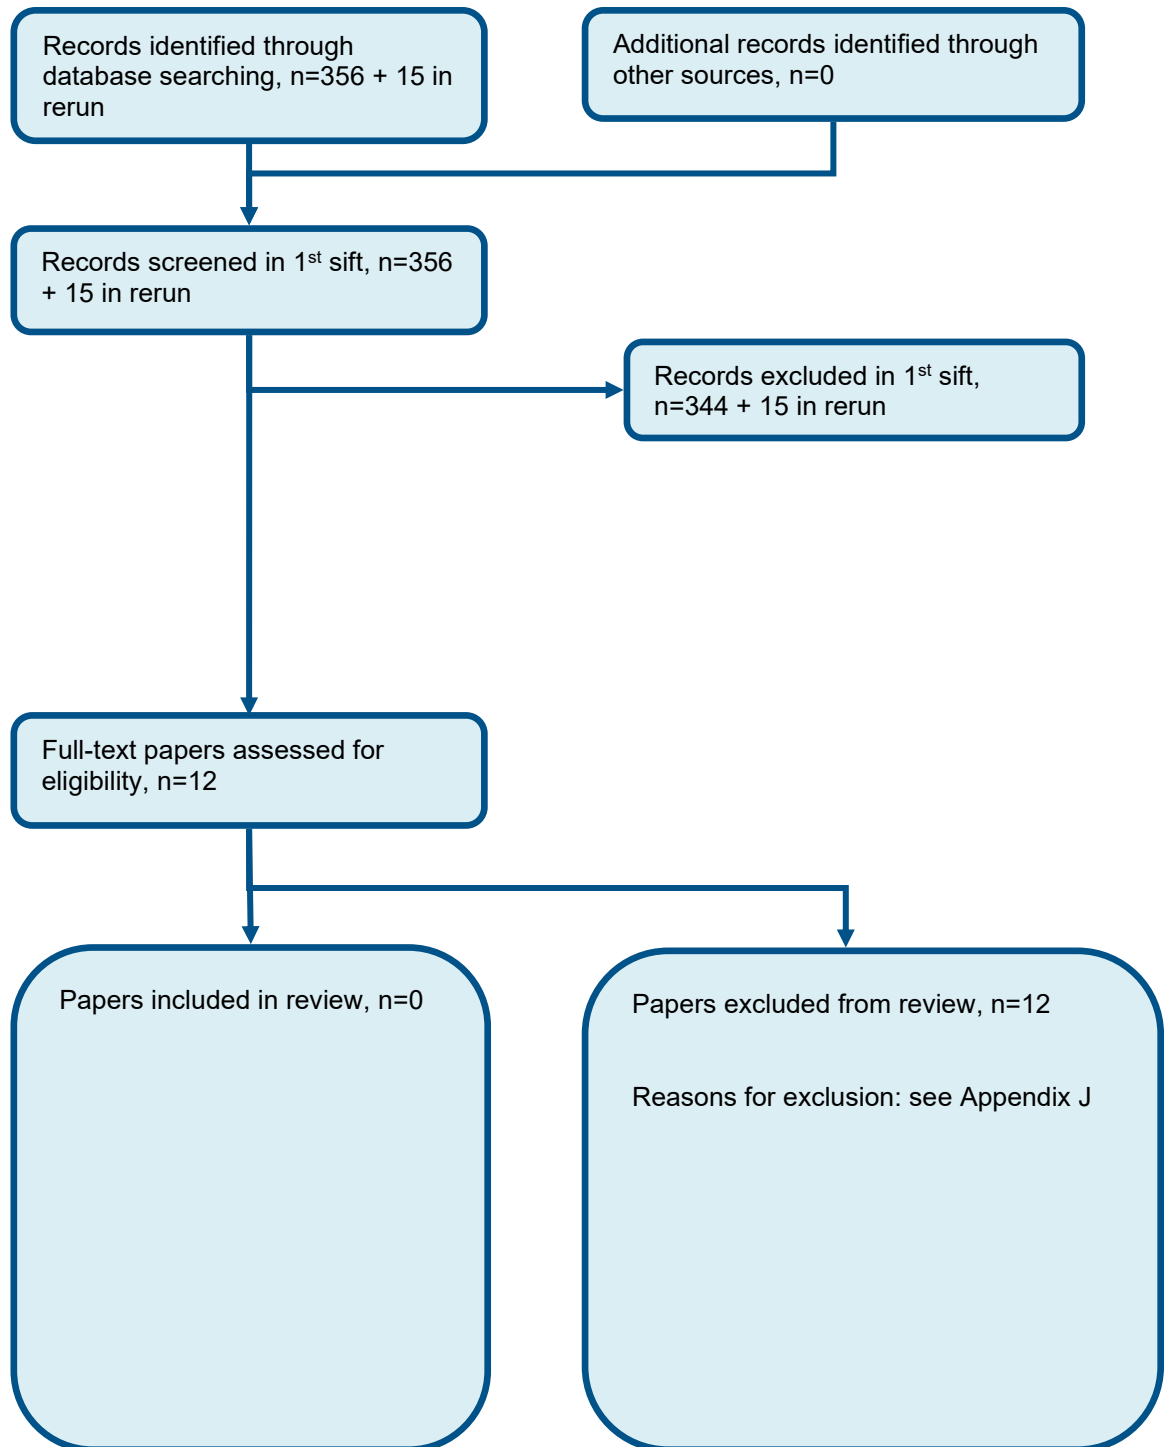 Records identified through
database searching, n=356 + 15 in
rerun
Additional records identified through
other sources, n=0
Records screened in 1st sift, n=356
+ 15 in rerun
Records excluded in 1st sift,
n=344 + 15 in rerun
Full-text papers assessed for
eligibility, n=12
Papers included in review, n=0
Papers excluded from review, n=12
Reasons for exclusion: see Appendix J